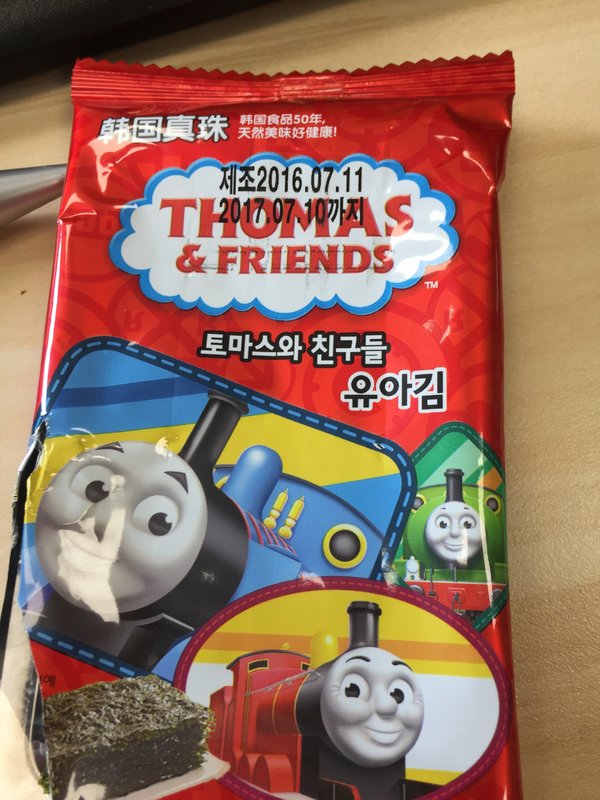 韩国真珠
韩国食品50年,
天然美味好健康!
제조2016.07.11
2017.07.10까지
THOMAS
& FRIENDS
TM
토마스와 친구들
유아김